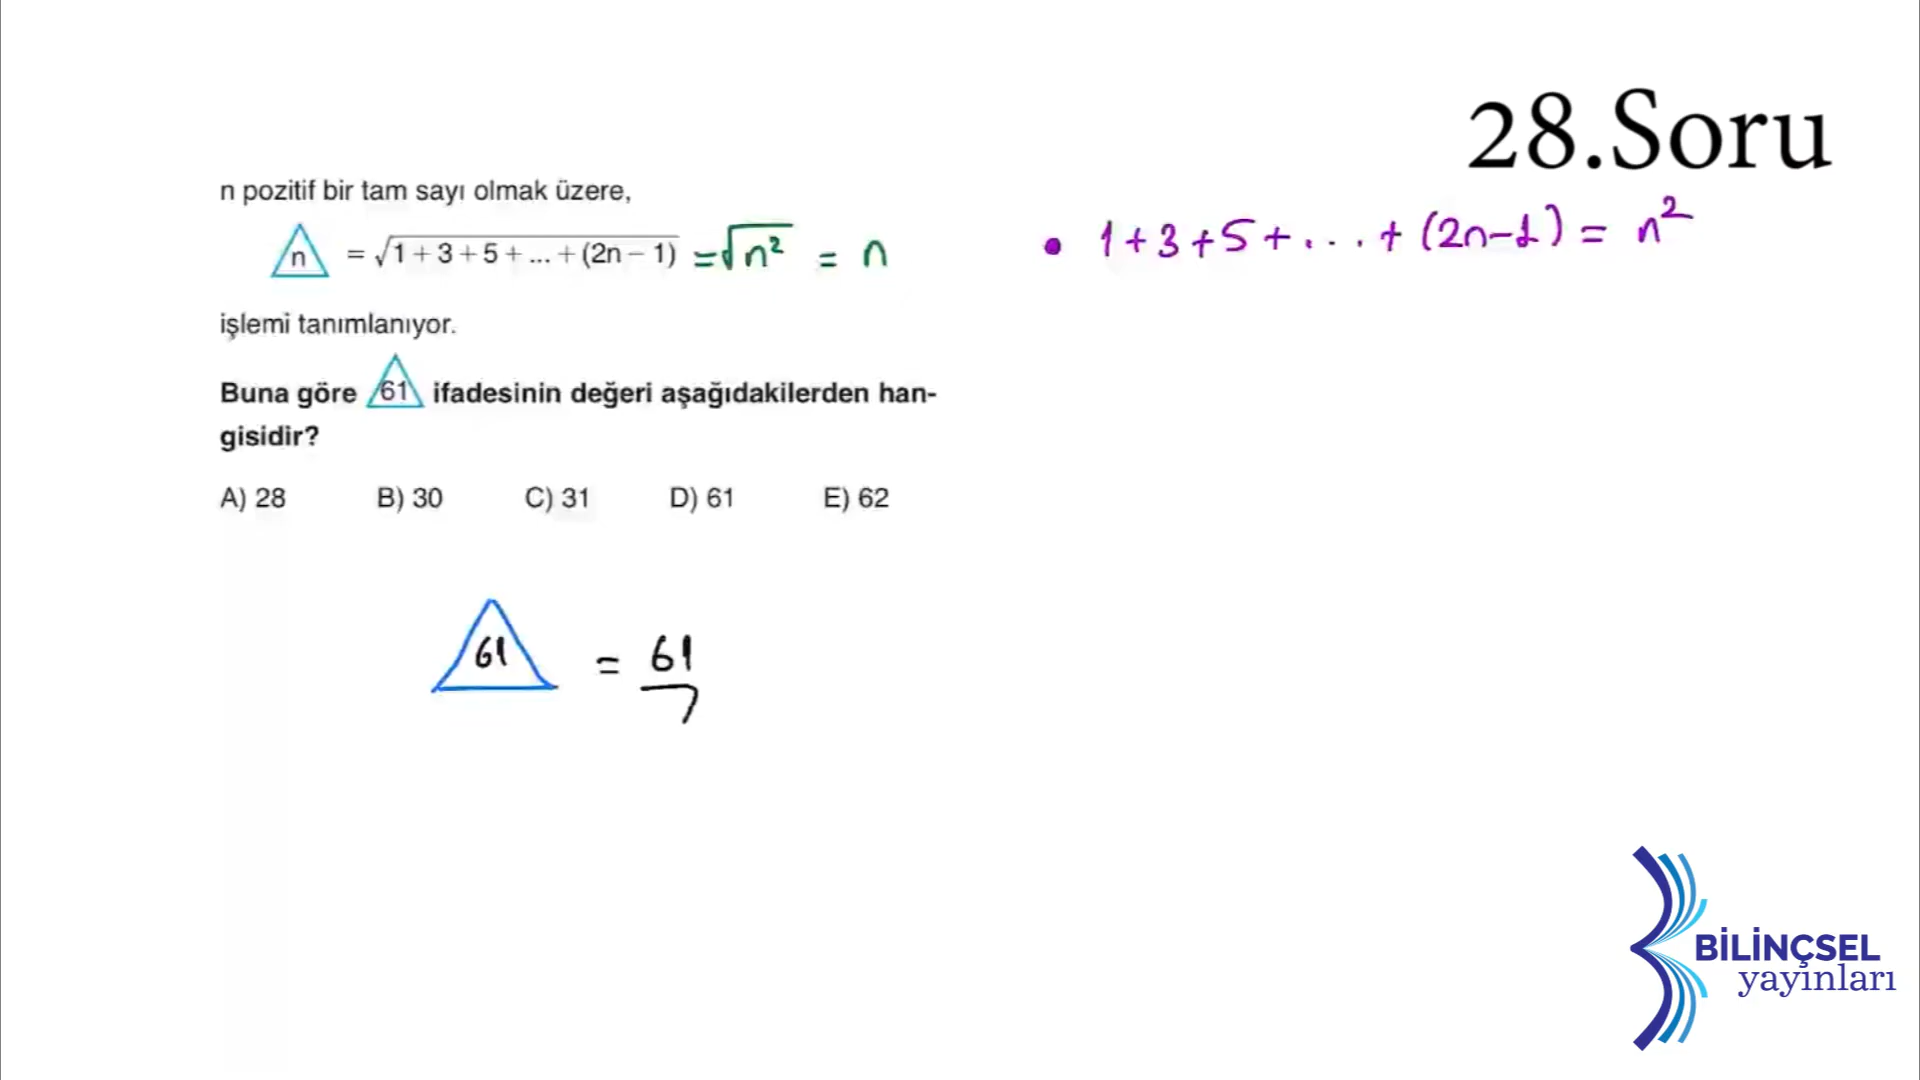 28.Soru
n pozitif bir tam sayı olmak üzere,
n = √1 + 3 + 5 + ... + (2n – 1) = √n² = n
• 1+3+5+...+(2n-1) = n²
işlemi tanımlanıyor.
Buna göre 61 ifadesinin değeri aşağıdakilerden han-
gisidir?
A) 28 B) 30 C) 31 D) 61 E) 62
61 = 61
BİLİNÇSEL
yayınları